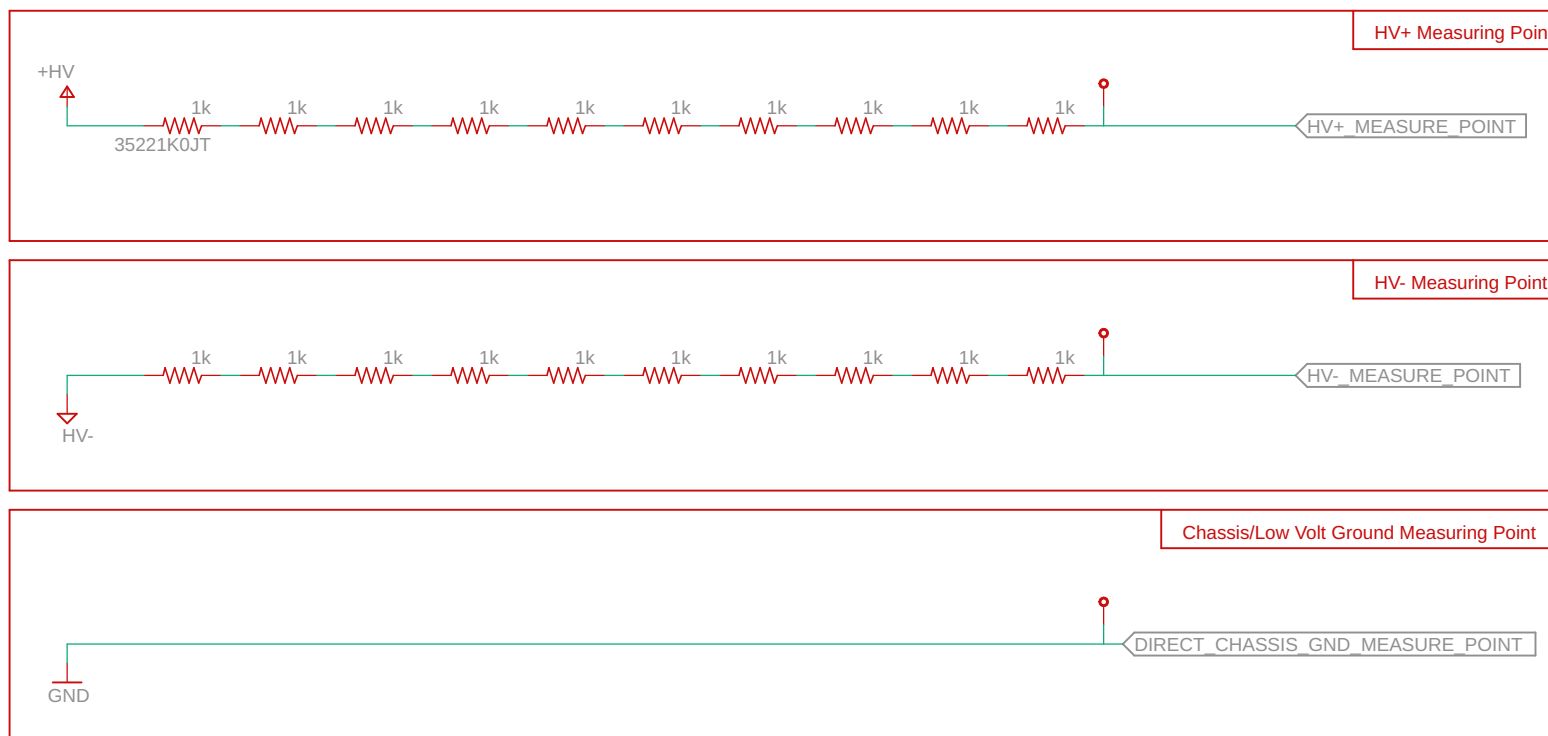 HV+ Measuring Poin
+HV
1k 1k 1k 1k 1k 1k 1k 1k 1k 1k
35221K0JT
HV+_MEASURE_POINT
HV- Measuring Point
1k 1k 1k 1k 1k 1k 1k 1k 1k 1k
HV-_MEASURE_POINT
HV-
Chassis/Low Volt Ground Measuring Point
DIRECT_CHASSIS_GND_MEASURE_POINT
GND